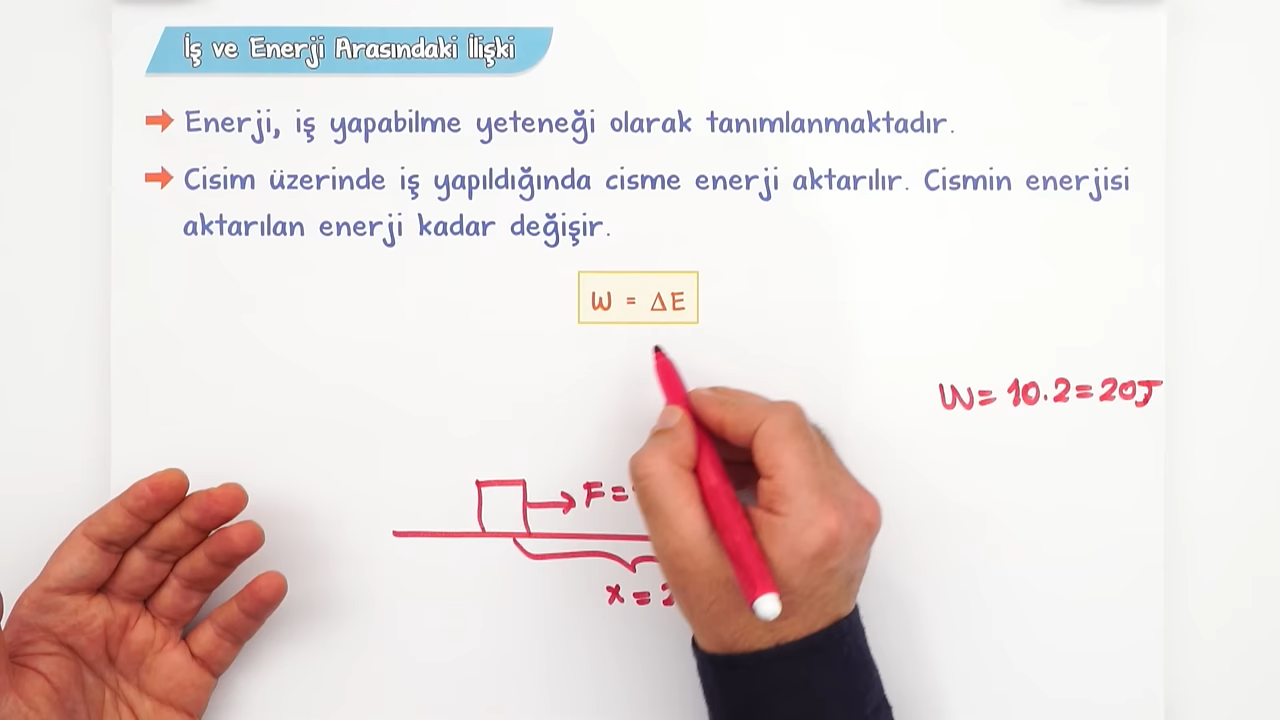 İş ve Enerji Arasındaki İlişki
Enerji, iş yapabilme yeteneği olarak tanımlanmaktadır.
Cisim üzerinde iş yapıldığında cisme enerji aktarılır. Cismin enerjisi
aktarılan enerji kadar değişir.
W = ΔE
W = 10.2 = 20J
F =
x = 2